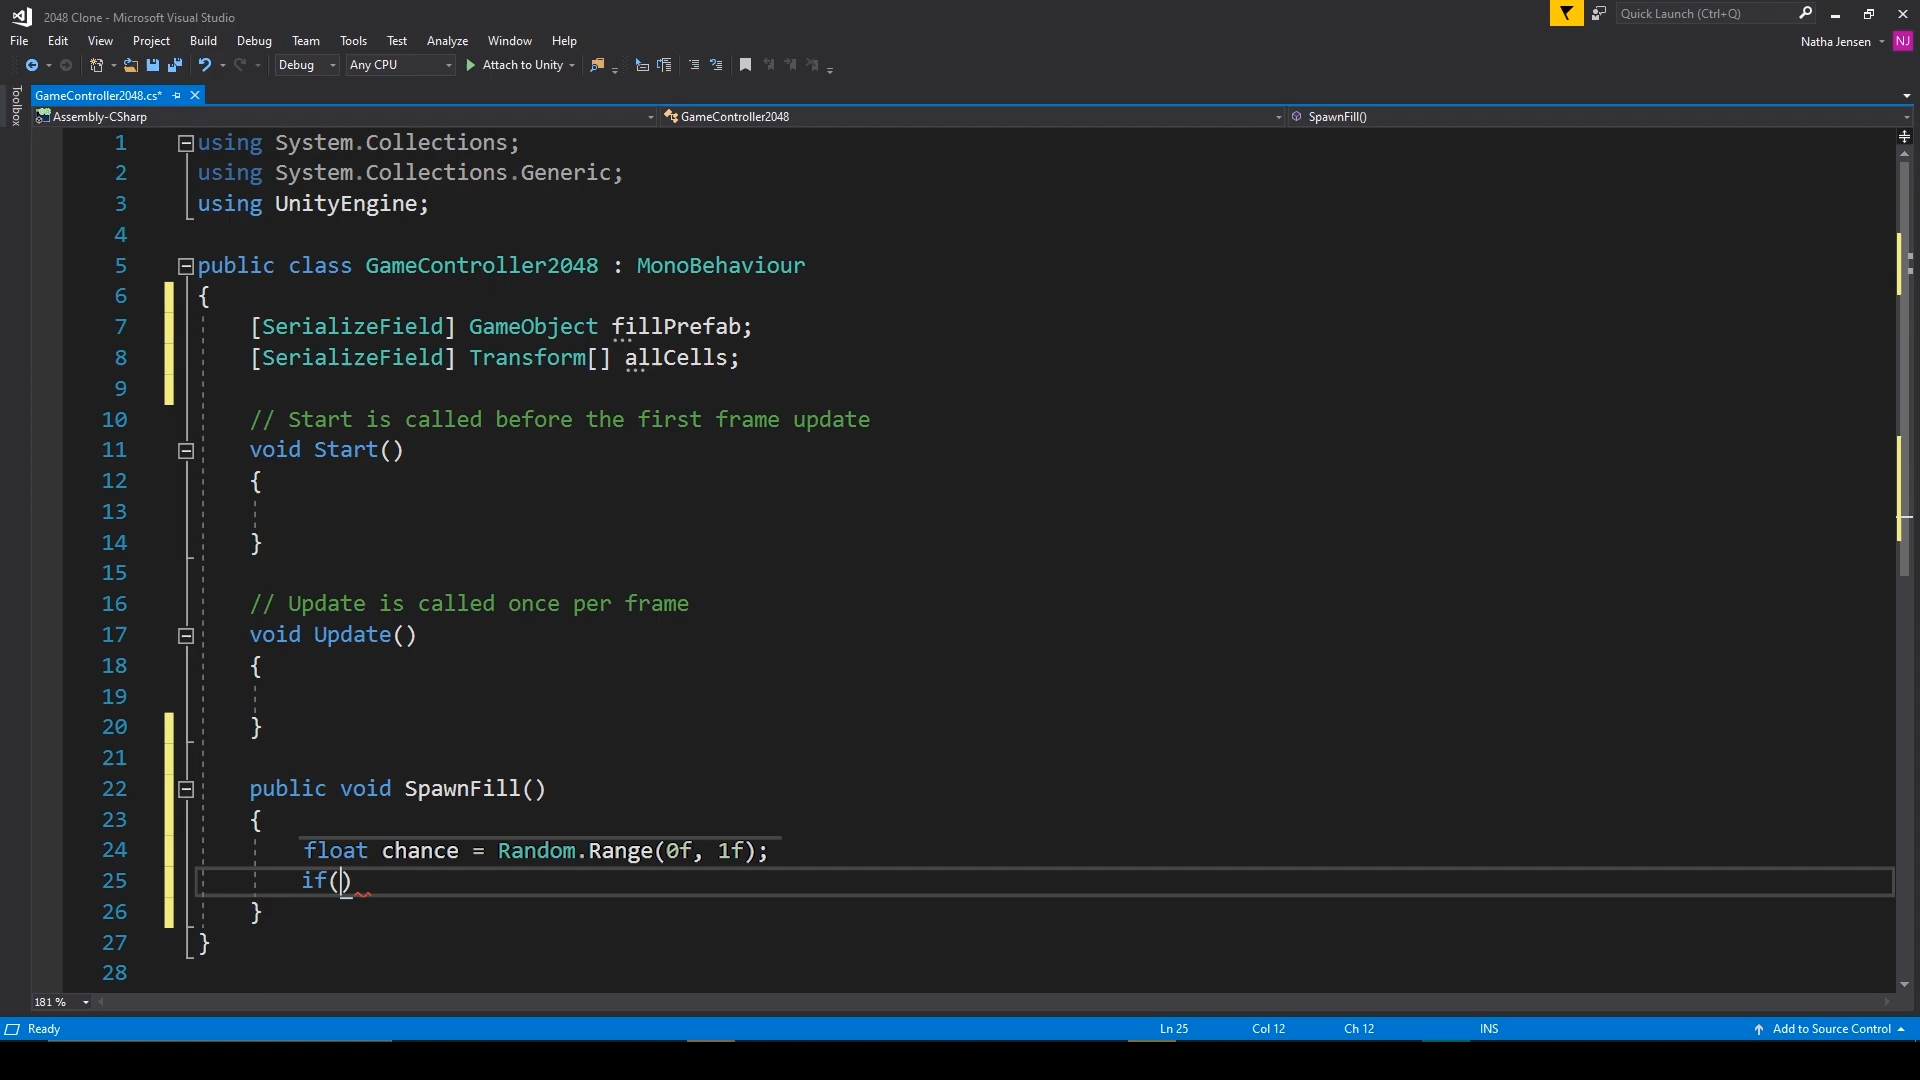 2048 Clone - Microsoft Visual Studio
Quick Launch (Ctrl+Q)
File Edit View Project Build Debug Team Tools Test Analyze Window Help
Natha Jensen NJ
Debug Any CPU Attach to Unity
Toolbox
GameController2048.cs*
Assembly-CSharp GameController2048 SpawnFill()
1 using System.Collections;
2 using System.Collections.Generic;
3 using UnityEngine;
4
5 public class GameController2048 : MonoBehaviour
6 {
7 [SerializeField] GameObject fillPrefab;
8 [SerializeField] Transform[] allCells;
9
10 // Start is called before the first frame update
11 void Start()
12 {
13
14 }
15
16 // Update is called once per frame
17 void Update()
18 {
19
20 }
21
22 public void SpawnFill()
23 {
24 float chance = Random.Range(0f, 1f);
25 if()
26 }
27 }
28
181 %
Ready Ln 25 Col 12 Ch 12 INS Add to Source Control